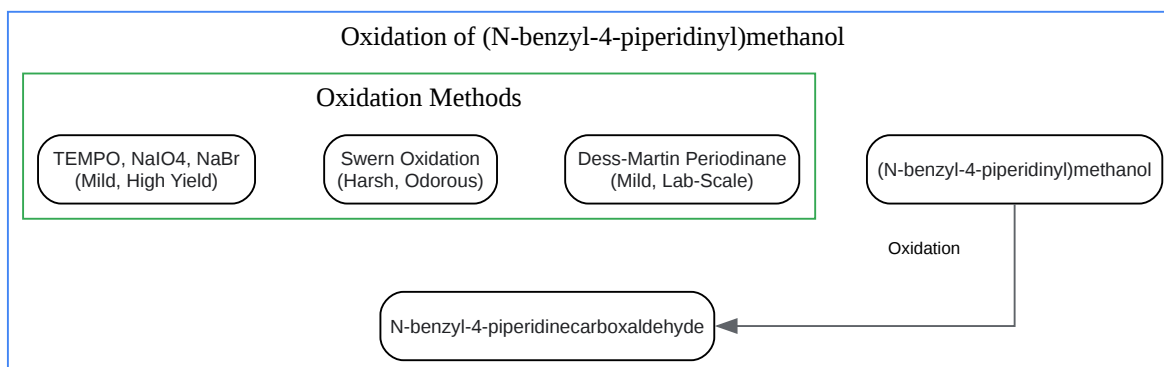 Oxidation of (N-benzyl-4-piperidinyl)methanol
Oxidation Methods
TEMPO, NaIO4, NaBr
(Mild, High Yield)
Swern Oxidation
(Harsh, Odorous)
Dess-Martin Periodinane
(Mild, Lab-Scale)
(N-benzyl-4-piperidinyl)methanol
Oxidation
N-benzyl-4-piperidinecarboxaldehyde